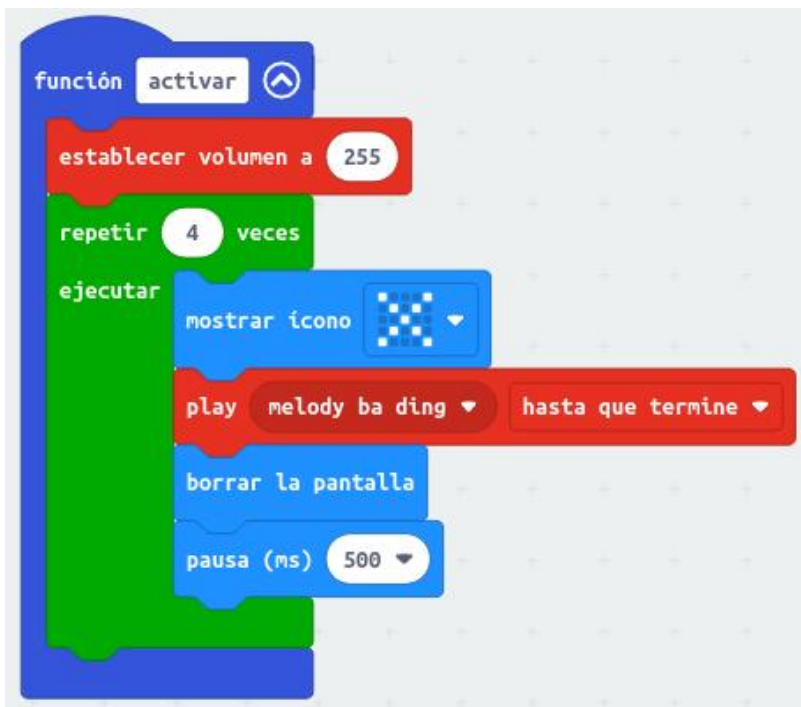 función activar
establecer volumen a 255
repetir 4 veces
ejecutar
mostrar ícono
play melody ba ding hasta que termine
borrar la pantalla
pausa (ms) 500